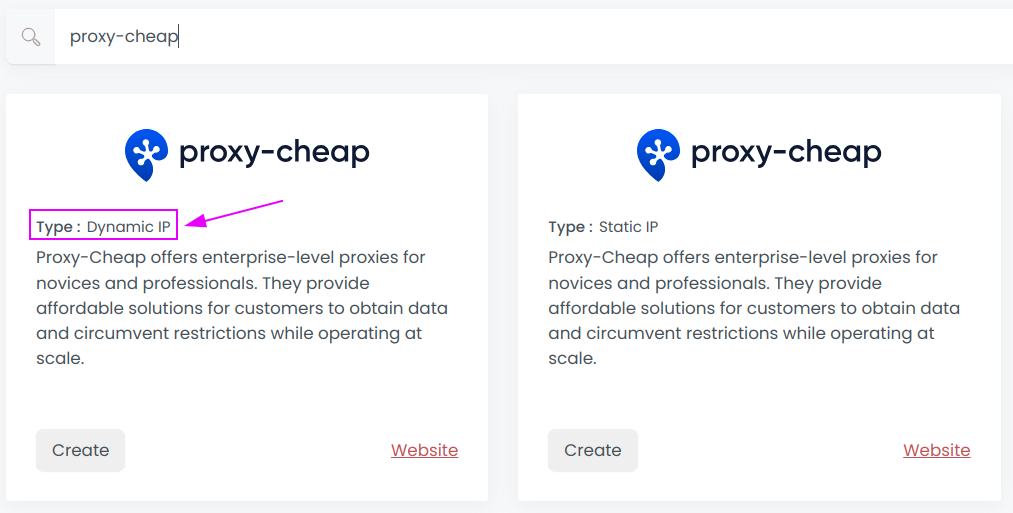 proxy-cheap
proxy-cheap
Type : Dynamic IP
Proxy-Cheap offers enterprise-level proxies for
novices and professionals. They provide
affordable solutions for customers to obtain data
and circumvent restrictions while operating at
scale.
Create
Website
proxy-cheap
Type : Static IP
Proxy-Cheap offers enterprise-level proxies for
novices and professionals. They provide
affordable solutions for customers to obtain data
and circumvent restrictions while operating at
scale.
Create
Website